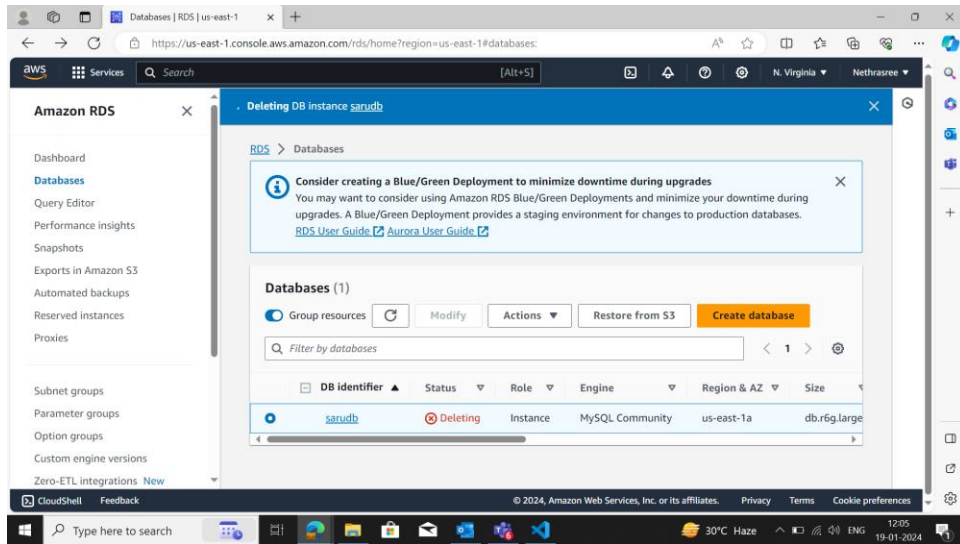 Databases | RDS | us-east-1
https://us-east-1.console.aws.amazon.com/rds/home?region=us-east-1#databases:
aws Services Search [Alt+S] N. Virginia Nethrasree
Amazon RDS
Dashboard
Databases
Query Editor
Performance insights
Snapshots
Exports in Amazon S3
Automated backups
Reserved instances
Proxies
Subnet groups
Parameter groups
Option groups
Custom engine versions
Zero-ETL integrations New
Deleting DB instance sarudb
RDS > Databases
Consider creating a Blue/Green Deployment to minimize downtime during upgrades
You may want to consider using Amazon RDS Blue/Green Deployments and minimize your downtime during
upgrades. A Blue/Green Deployment provides a staging environment for changes to production databases.
RDS User Guide Aurora User Guide
Databases (1)
Group resources Modify Actions Restore from S3 Create database
Filter by databases
1
DB identifier Status Role Engine Region & AZ Size
sarudb Deleting Instance MySQL Community us-east-1a db.r6g.large
CloudShell Feedback © 2024, Amazon Web Services, Inc. or its affiliates. Privacy Terms Cookie preferences
Type here to search 30°C Haze ENG 12:05
19-01-2024